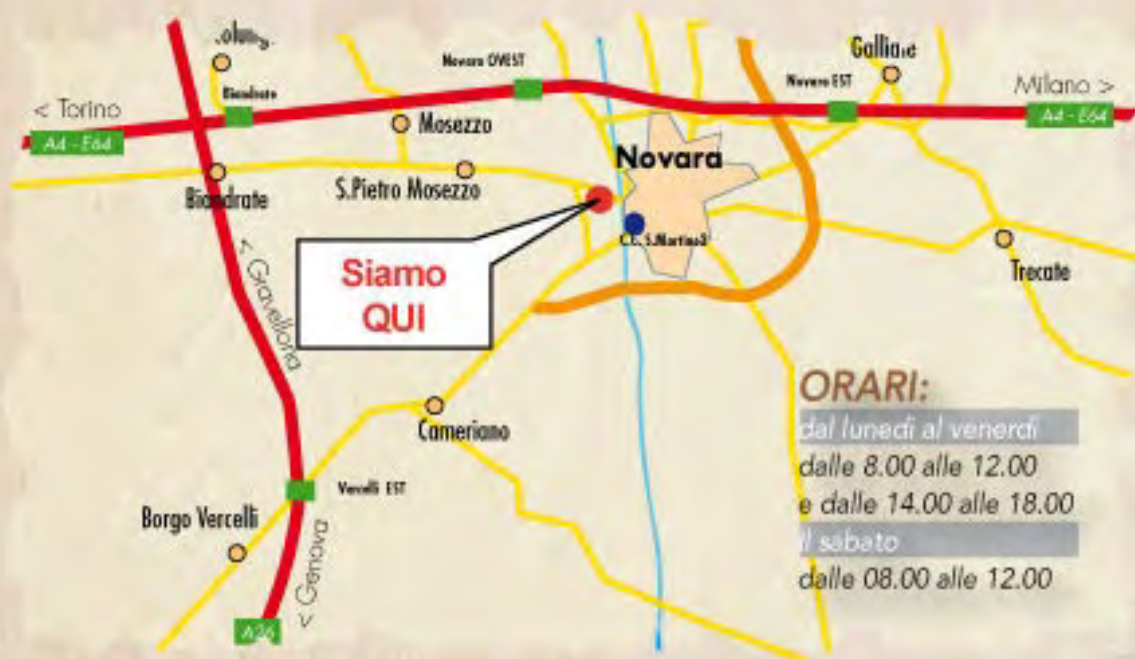 Galliate
Novara OVEST
Novara EST
Milano >
Biandrate
< Torino
A4 - E64
A4 - E64
Mosezzo
Novara
S.Pietro Mosezzo
Biandrate
C.C. S.Martino2
Siamo
QUI
Trecate
< Gravellona
ORARI:
dal lunedì al venerdì
dalle 8.00 alle 12.00
e dalle 14.00 alle 18.00
il sabato
dalle 08.00 alle 12.00
Cameriano
Vercelli EST
Borgo Vercelli
< Genova
A26